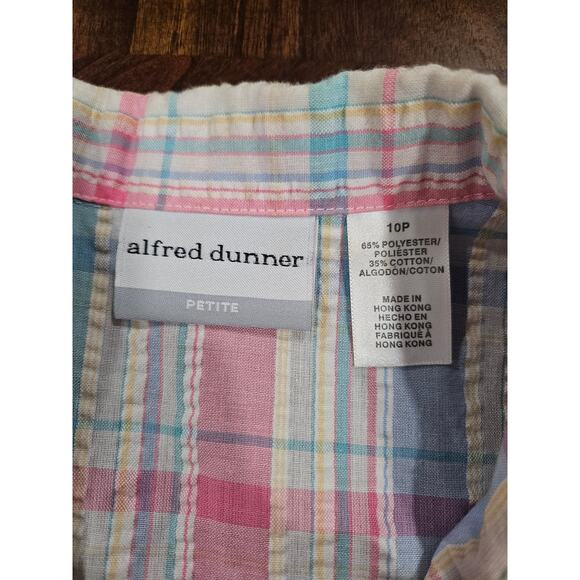 alfred dunner
PETITE
10P
65% POLYESTER/
POLIÉSTER
35% COTTON/
ALGODÓN/COTON
MADE IN
HONG KONG
HECHO EN
HONG KONG
FABRIQUÉ À
HONG KONG